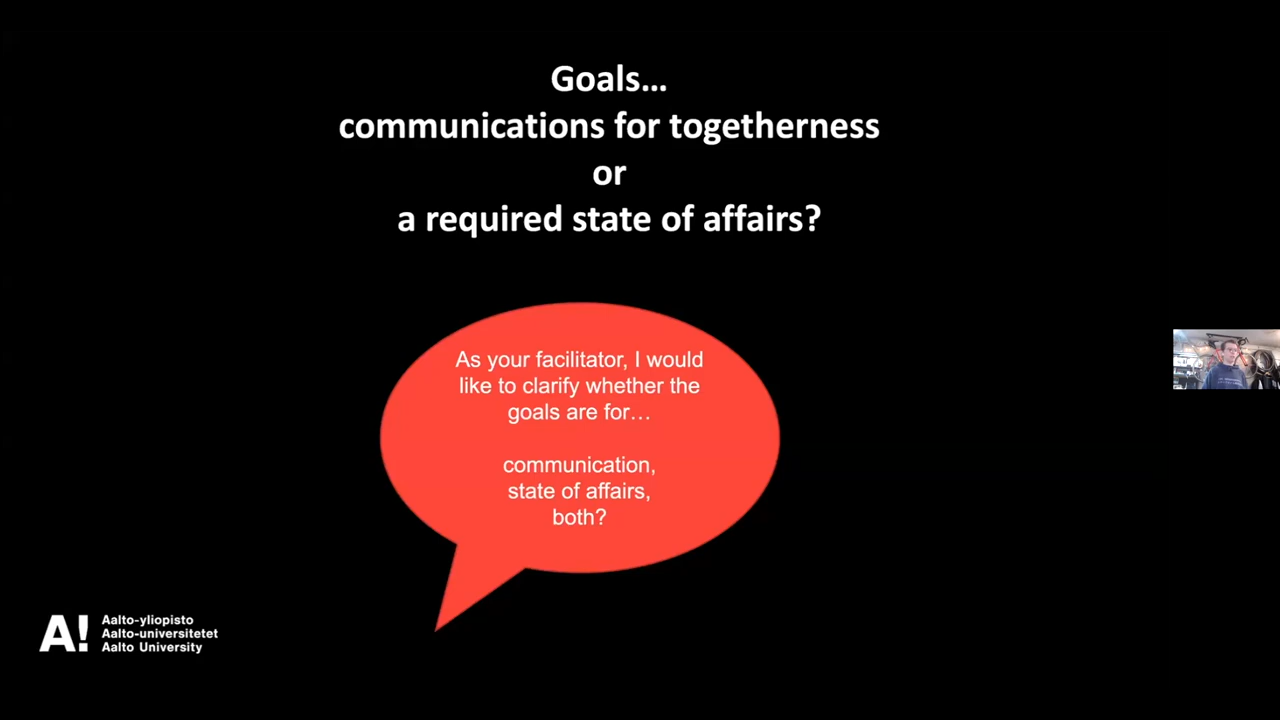 Goals…
communications for togetherness
or
a required state of affairs?
As your facilitator, I would
like to clarify whether the
goals are for…
communication,
state of affairs,
both?
A!
Aalto-yliopisto
Aalto-universitetet
Aalto University